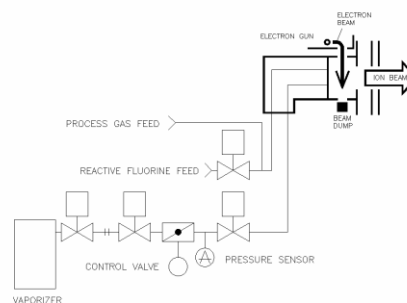 ELECTRON
BEAM
ELECTRON GUN
ION BEAM
PROCESS GAS FEED
BEAM
DUMP
REACTIVE FLUORINE FEED
CONTROL VALVE
PRESSURE SENSOR
VAPORIZER